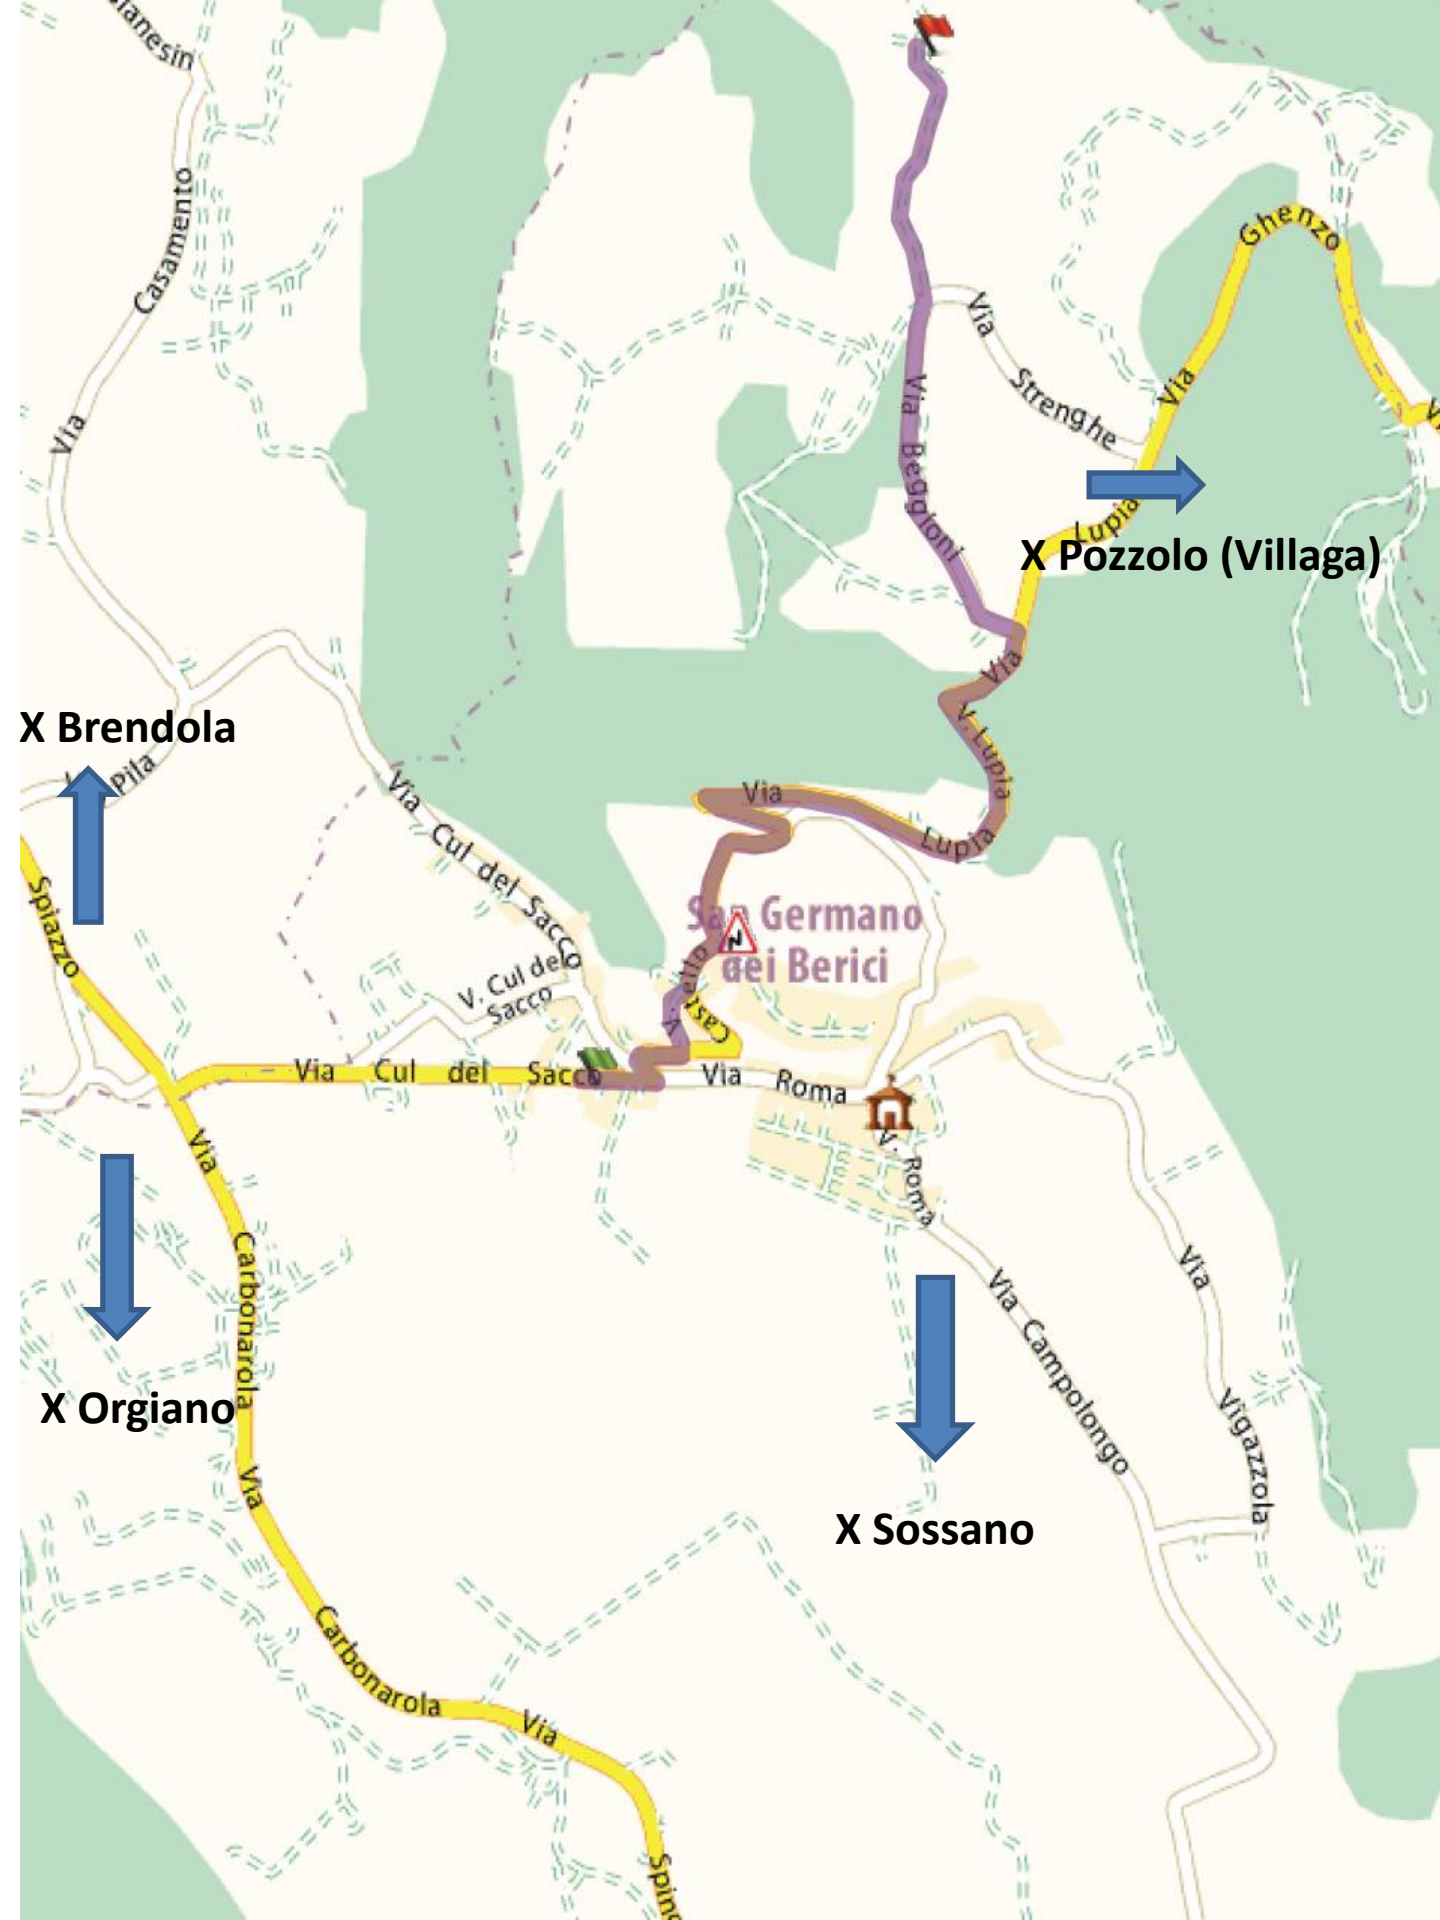 Casamento
Via
Ghenzo
Via
Via
Strenghe
Via Beggioni
Lupia
X Pozzolo (Villaga)
Via
V. Lupia
X Brendola
Pila
Via
Lupia
Via Cul del Sacco
Spiazzo
San Germano
dei Berici
V. Cul del
Sacco
Via Cul del Sacco
Via Roma
Via
V. Roma
Carbonarola
Via
Via Campolongo
Via
Vigazzola
X Orgiano
X Sossano
Carbonarola
Via